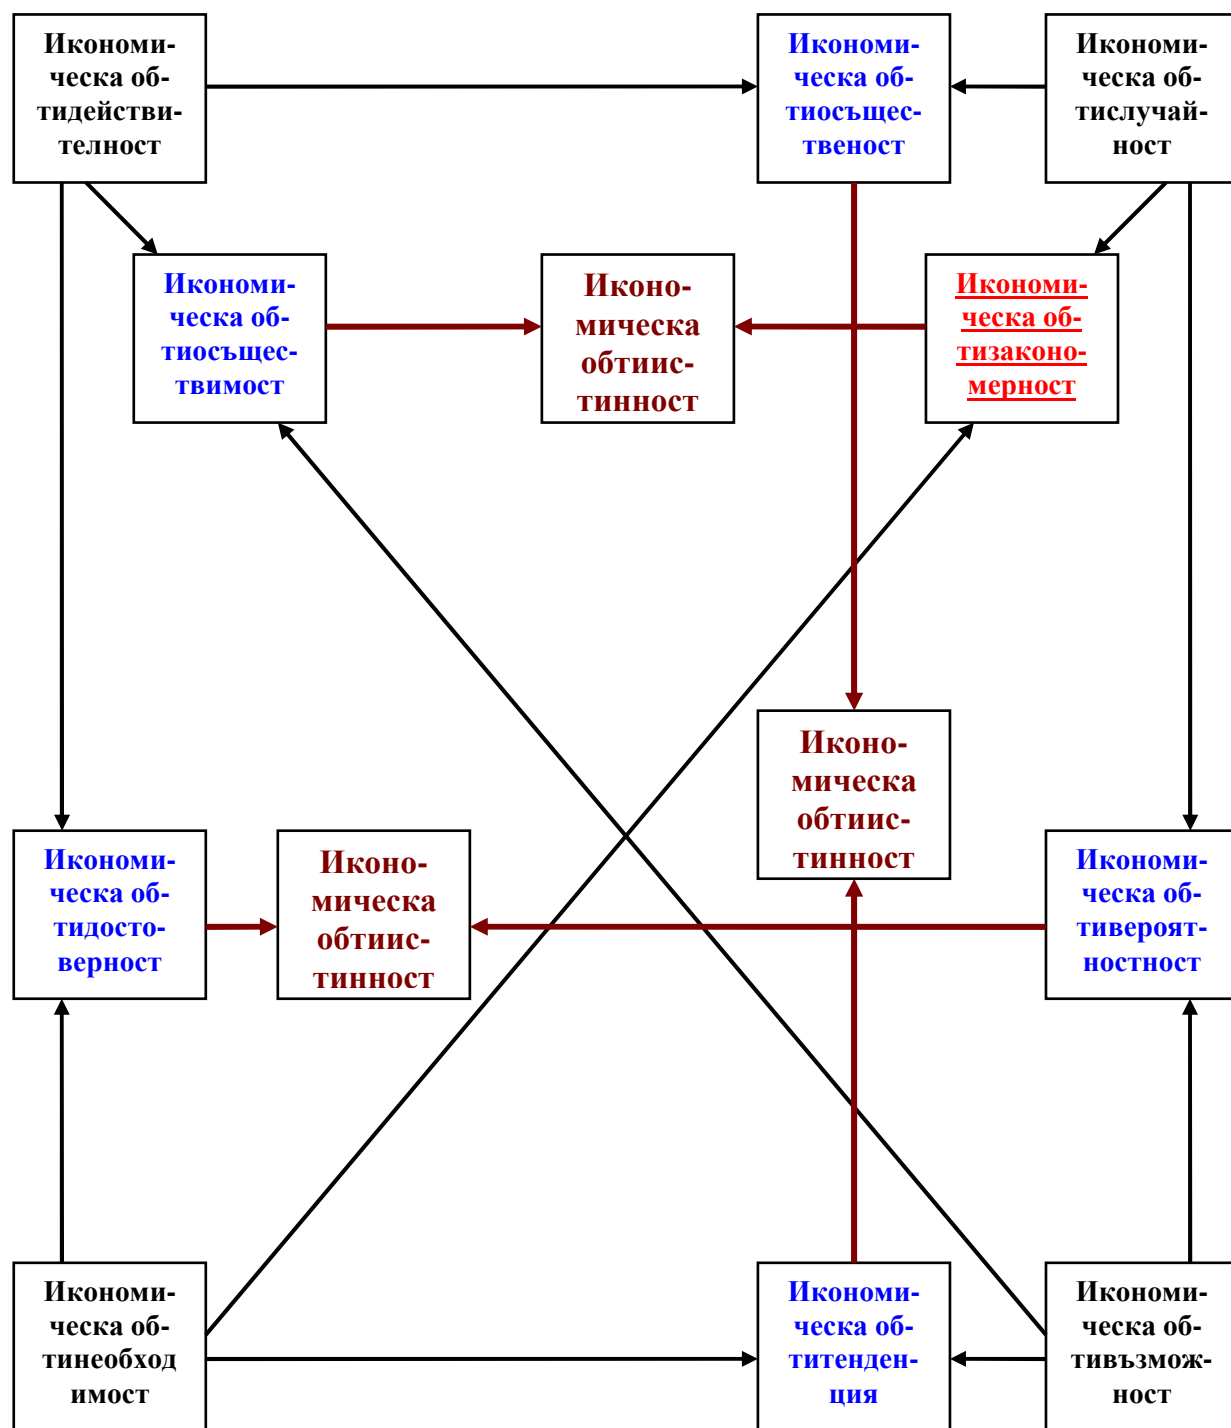 Икономи-
ческа об-
тидействи-
телност
Икономи-
ческа об-
тиосъщес-
твеност
Икономи-
ческа об-
тислучай-
ност
Икономи-
ческа об-
тиосъщес-
твимост
Иконо-
мическа
обтиис-
тинност
Икономи-
ческа об-
тизаконо-
мерност
Иконо-
мическа
обтиис-
тинност
Икономи-
ческа об-
тидосто-
верност
Иконо-
мическа
обтиис-
тинност
Икономи-
ческа об-
тивероят-
ностност
Икономи-
ческа об-
тинеобход
имост
Икономи-
ческа об-
титенден-
ция
Икономи-
ческа об-
тивъзмож-
ност